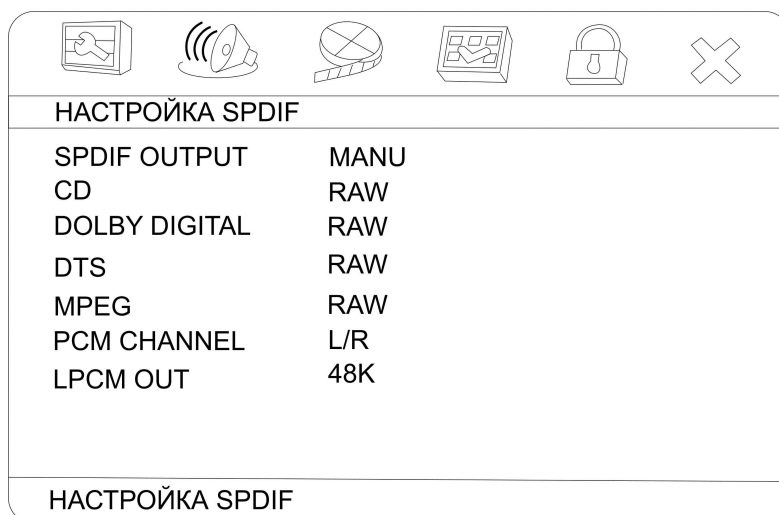 НАСТРОЙКА SPDIF
SPDIF OUTPUT MANU
CD RAW
DOLBY DIGITAL RAW
DTS RAW
MPEG RAW
PCM CHANNEL L/R
LPCM OUT 48K
НАСТРОЙКА SPDIF